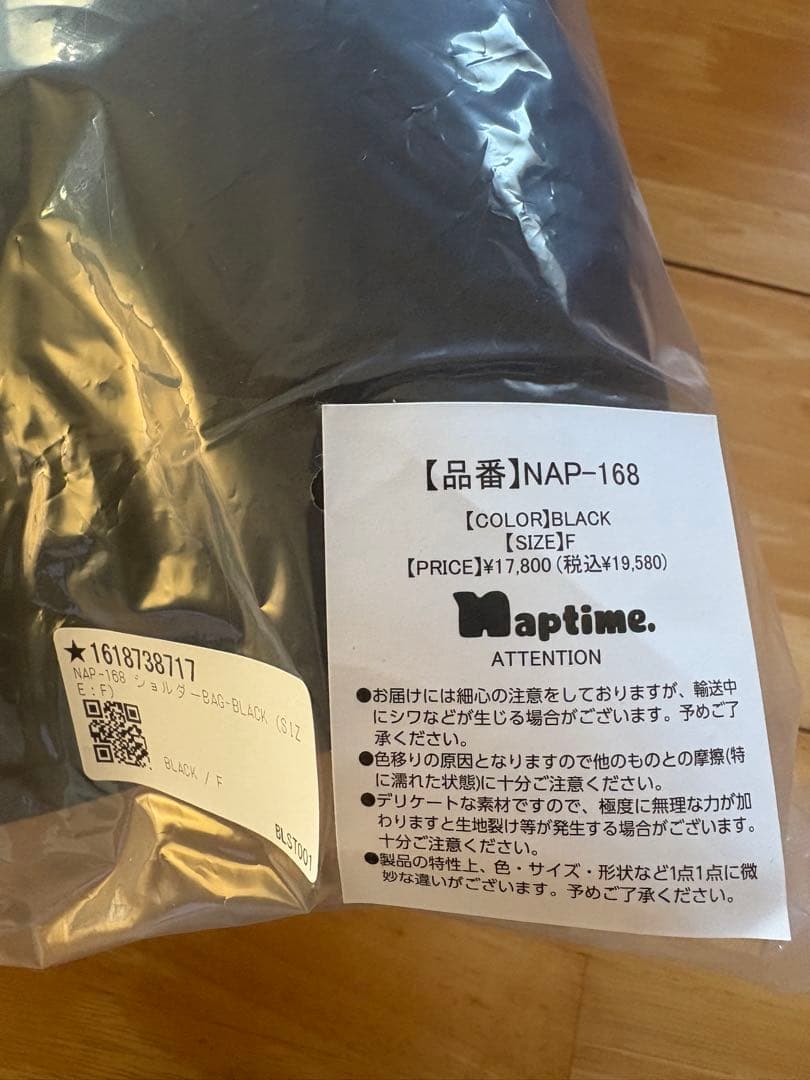 【品番】NAP-168
【COLOR】BLACK
【SIZE】F
【PRICE】¥17,800(税込¥19,580)
Naptime.
ATTENTION
●お届けには細心の注意をしておりますが、輸送中
にシワなどが生じる場合がございます。予めご了
承ください。
●色移りの原因となりますので他のものとの摩擦(特
に濡れた状態)に十分ご注意ください。
●デリケートな素材ですので、極度に無理な力が加
わりますと生地裂け等が発生する場合がございます。
十分ご注意ください。
●製品の特性上、色・サイズ・形状など1点1点に微
妙な違いがございます。予めご了承ください。
★1618738717
NAP-168 ショルダーBAG-BLACK (SIZ
E:F)
BLACK / F
BLST001